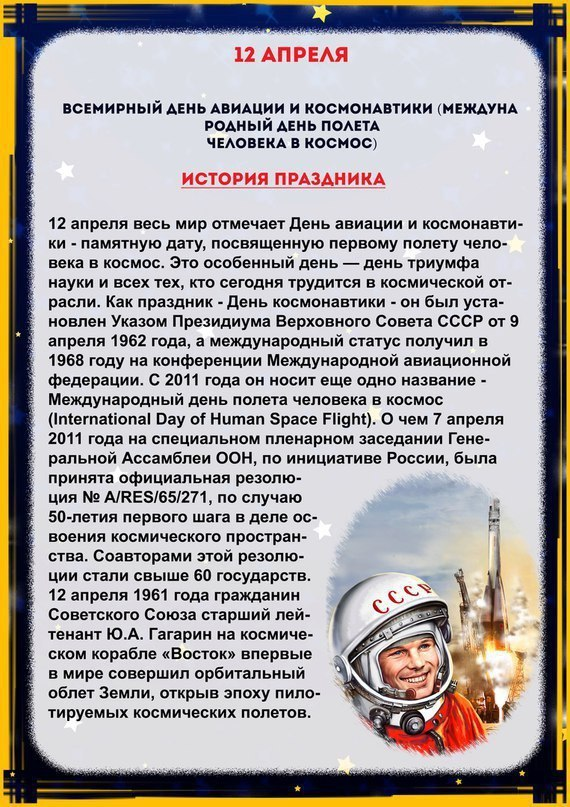 12 АПРЕЛЯ
ВСЕМИРНЫЙ ДЕНЬ АВИАЦИИ И КОСМОНАВТИКИ (МЕЖДУНА
РОДНЫЙ ДЕНЬ ПОЛЕТА
ЧЕЛОВЕКА В КОСМОС)
ИСТОРИЯ ПРАЗДНИКА
12 апреля весь мир отмечает День авиации и космонавти-
ки - памятную дату, посвященную первому полету чело-
века в космос. Это особенный день — день триумфа
науки и всех тех, кто сегодня трудится в космической от-
расли. Как праздник - День космонавтики - он был уста-
новлен Указом Президиума Верховного Совета СССР от 9
апреля 1962 года, а международный статус получил в
1968 году на конференции Международной авиационной
федерации. С 2011 года он носит еще одно название -
Международный день полета человека в космос
(International Day of Human Space Flight). О чем 7 апреля
2011 года на специальном пленарном заседании Гене-
ральной Ассамблеи ООН, по инициативе России, была
принята официальная резолю-
ция № A/RES/65/271, по случаю
50-летия первого шага в деле ос-
воения космического простран-
ства. Соавторами этой резолю-
ции стали свыше 60 государств.
12 апреля 1961 года гражданин
Советского Союза старший лей-
тенант Ю.А. Гагарин на космиче-
ском корабле «Восток» впервые
в мире совершил орбитальный
облет Земли, открыв эпоху пило-
тируемых космических полетов.
СССР